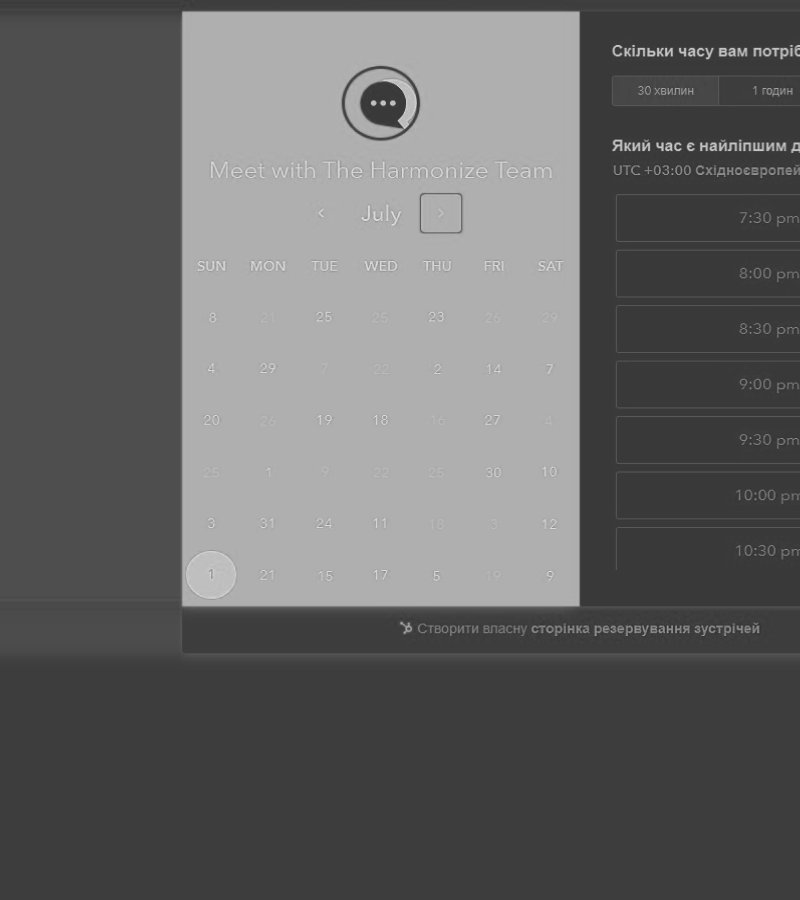 Meet with The Harmonize Team
July
SUN MON TUE WED THU FRI SAT
8 21 25 25 23 26 29
4 29 7 22 2 14 7
20 26 19 18 16 27 4
25 1 9 22 25 30 10
3 31 24 11 18 3 12
1 21 15 17 5 19 9
Скільки часу вам потріб
30 хвилин 1 годин
Який час є найліпшим д
UTC +03:00 Східноєвропей
7:30 pm
8:00 pm
8:30 pm
9:00 pm
9:30 pm
10:00 pm
10:30 pm
Створити власну сторінка резервування зустрічей